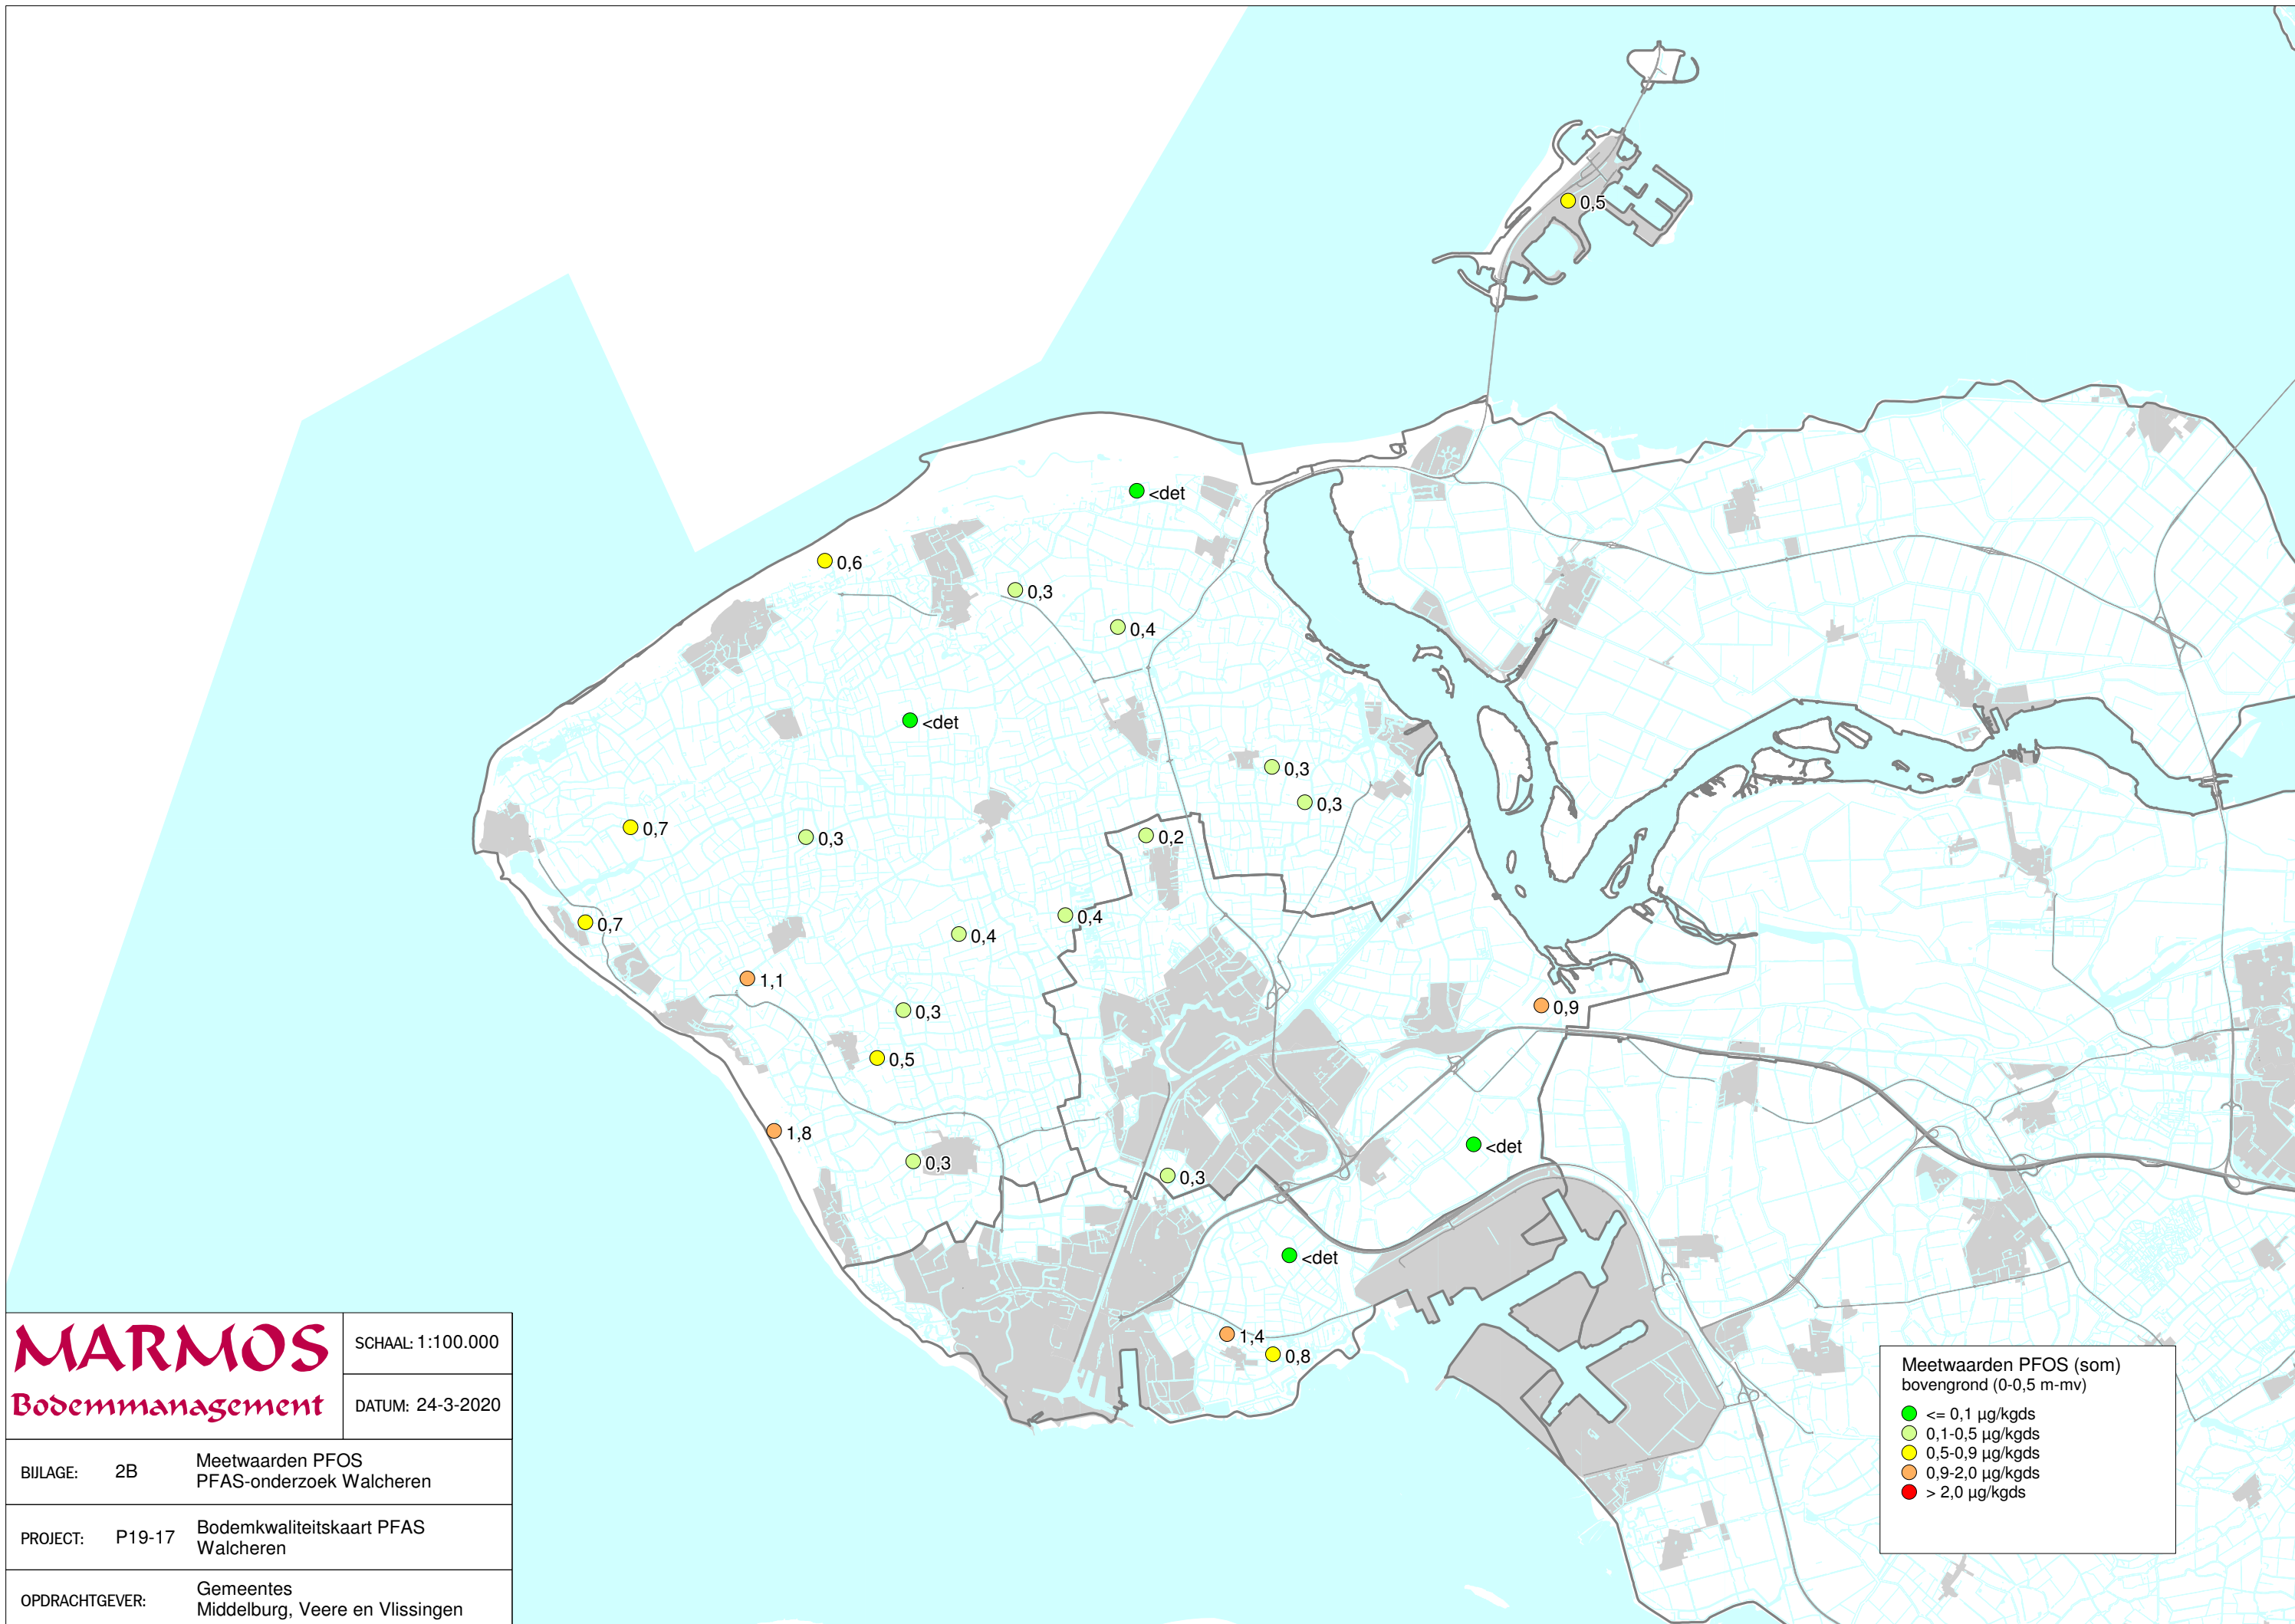 0,5
<det
0,6
0,3
0,4
<det
0,3
0,3
0,7
0,3
0,2
0,7
0,4
0,4
1,1
0,3
0,9
0,5
1,8
<det
0,3
0,3
<det
1,4
0,8
MARMOS
Bodemmanagement
SCHAAL: 1:100.000
DATUM: 24-3-2020
BIJLAGE: 2B Meetwaarden PFOS
PFAS-onderzoek Walcheren
PROJECT: P19-17 Bodemkwaliteitskaart PFAS
Walcheren
OPDRACHTGEVER: Gemeentes
Middelburg, Veere en Vlissingen
Meetwaarden PFOS (som)
bovengrond (0-0,5 m-mv)
<= 0,1 µg/kgds
0,1-0,5 µg/kgds
0,5-0,9 µg/kgds
0,9-2,0 µg/kgds
> 2,0 µg/kgds